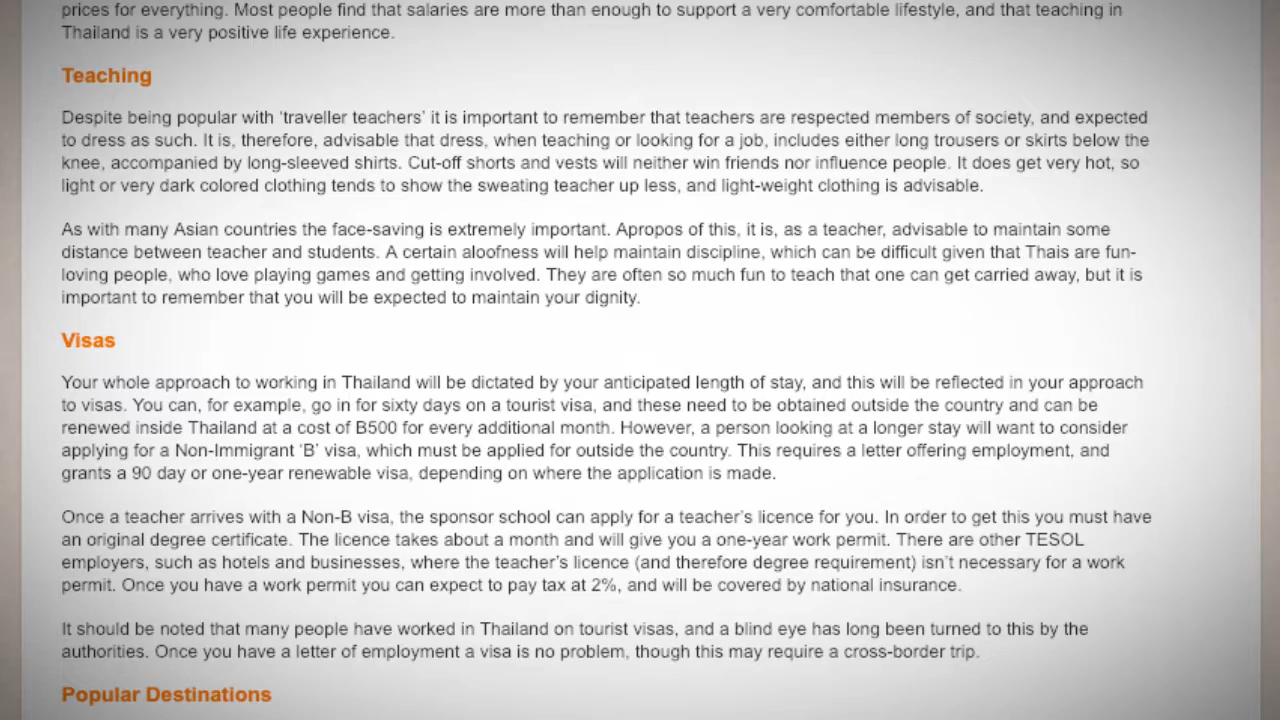 prices for everything. Most people find that salaries are more than enough to support a very comfortable lifestyle, and that teaching in
Thailand is a very positive life experience.
Teaching
Despite being popular with ‘traveller teachers’ it is important to remember that teachers are respected members of society, and expected
to dress as such. It is, therefore, advisable that dress, when teaching or looking for a job, includes either long trousers or skirts below the
knee, accompanied by long-sleeved shirts. Cut-off shorts and vests will neither win friends nor influence people. It does get very hot, so
light or very dark colored clothing tends to show the sweating teacher up less, and light-weight clothing is advisable.
As with many Asian countries the face-saving is extremely important. Apropos of this, it is, as a teacher, advisable to maintain some
distance between teacher and students. A certain aloofness will help maintain discipline, which can be difficult given that Thais are fun-
loving people, who love playing games and getting involved. They are often so much fun to teach that one can get carried away, but it is
important to remember that you will be expected to maintain your dignity.
Visas
Your whole approach to working in Thailand will be dictated by your anticipated length of stay, and this will be reflected in your approach
to visas. You can, for example, go in for sixty days on a tourist visa, and these need to be obtained outside the country and can be
renewed inside Thailand at a cost of B500 for every additional month. However, a person looking at a longer stay will want to consider
applying for a Non-Immigrant ‘B’ visa, which must be applied for outside the country. This requires a letter offering employment, and
grants a 90 day or one-year renewable visa, depending on where the application is made.
Once a teacher arrives with a Non-B visa, the sponsor school can apply for a teacher’s licence for you. In order to get this you must have
an original degree certificate. The licence takes about a month and will give you a one-year work permit. There are other TESOL
employers, such as hotels and businesses, where the teacher’s licence (and therefore degree requirement) isn’t necessary for a work
permit. Once you have a work permit you can expect to pay tax at 2%, and will be covered by national insurance.
It should be noted that many people have worked in Thailand on tourist visas, and a blind eye has long been turned to this by the
authorities. Once you have a letter of employment a visa is no problem, though this may require a cross-border trip.
Popular Destinations